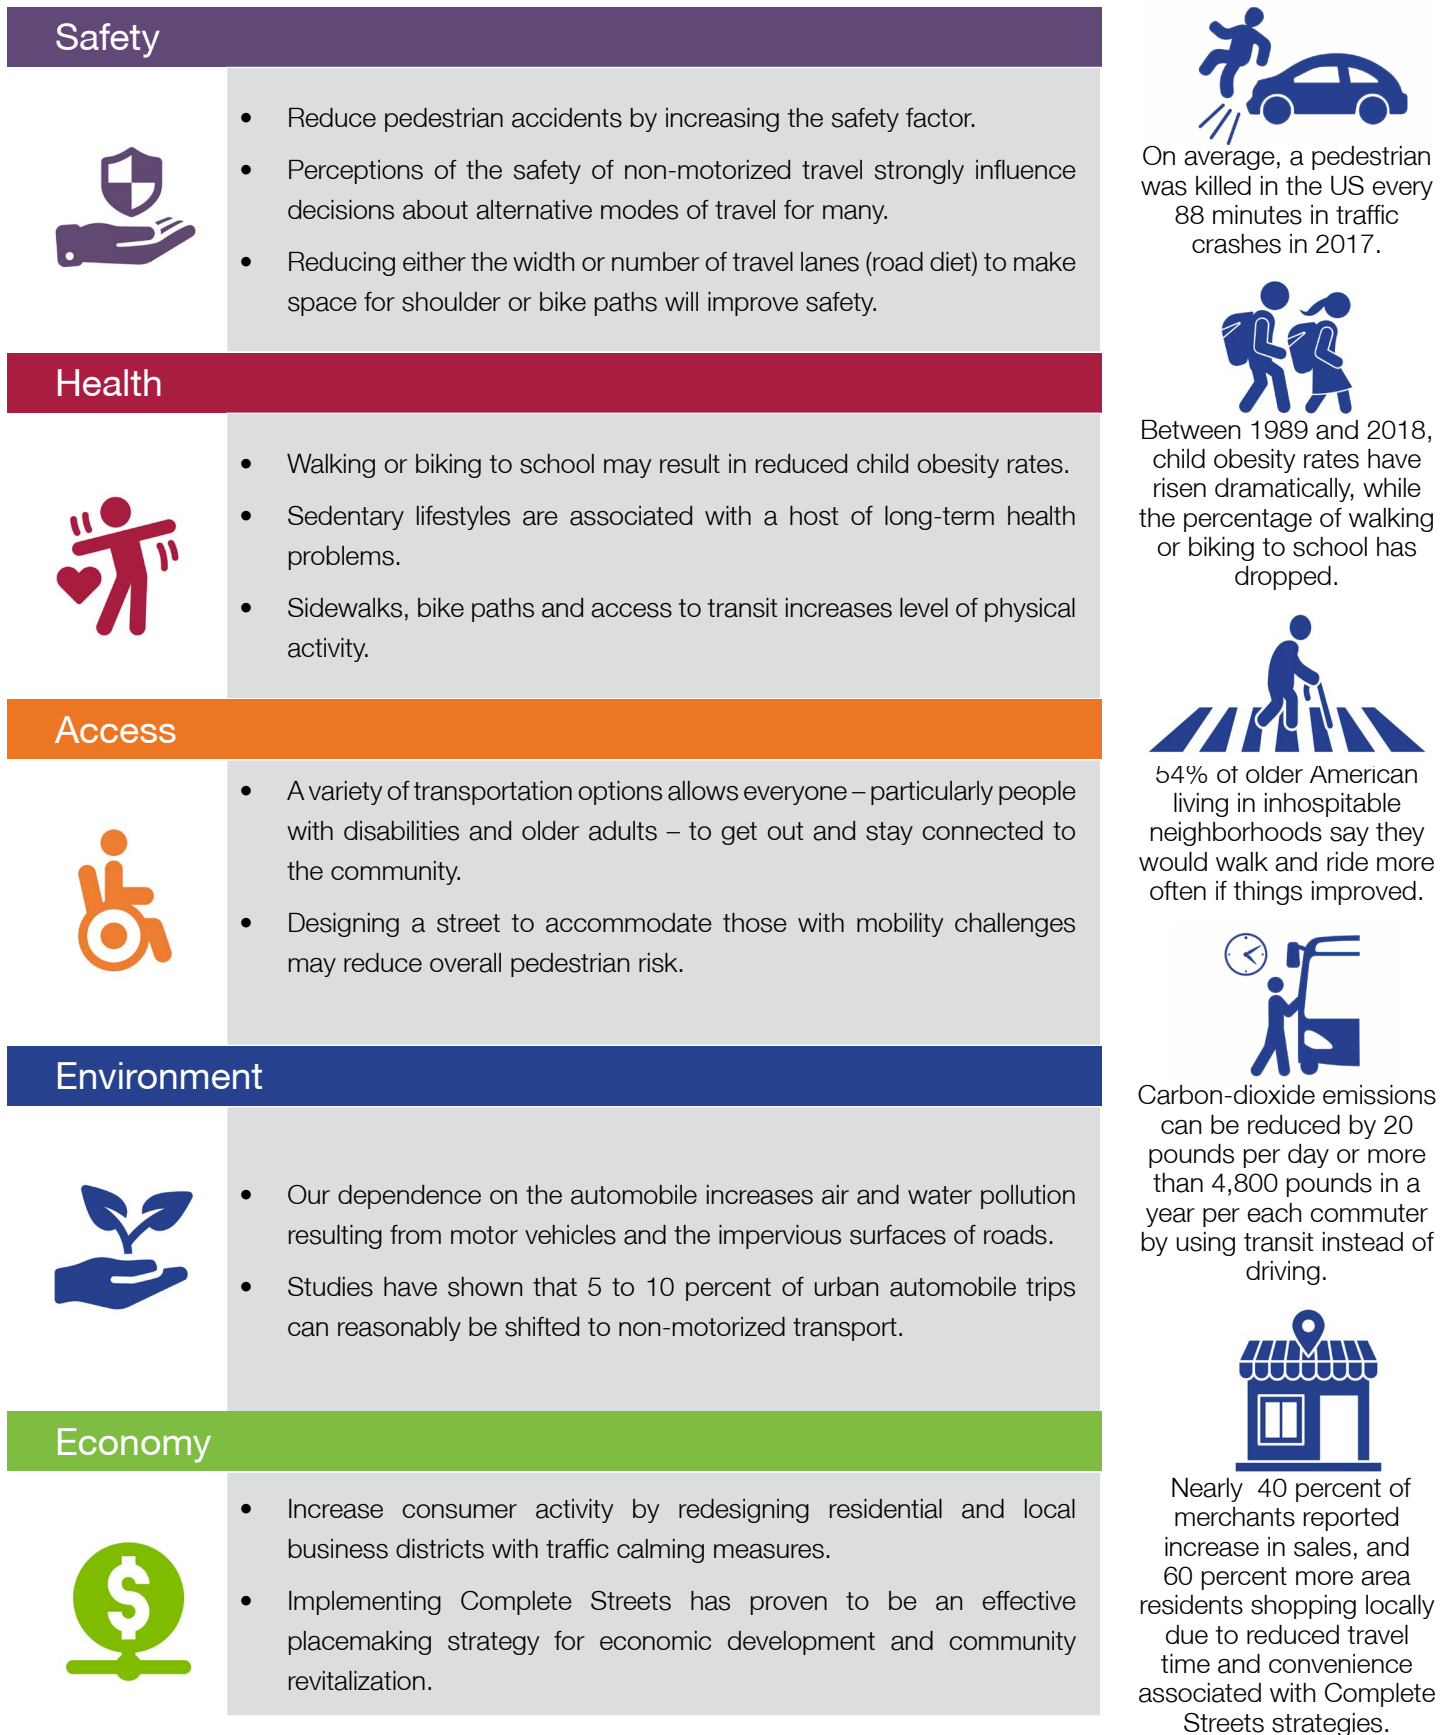 Safety
• Reduce pedestrian accidents by increasing the safety factor.
• Perceptions of the safety of non-motorized travel strongly influence
decisions about alternative modes of travel for many.
• Reducing either the width or number of travel lanes (road diet) to make
space for shoulder or bike paths will improve safety.
Health
• Walking or biking to school may result in reduced child obesity rates.
• Sedentary lifestyles are associated with a host of long-term health
problems.
• Sidewalks, bike paths and access to transit increases level of physical
activity.
Access
• A variety of transportation options allows everyone – particularly people
with disabilities and older adults – to get out and stay connected to
the community.
• Designing a street to accommodate those with mobility challenges
may reduce overall pedestrian risk.
Environment
• Our dependence on the automobile increases air and water pollution
resulting from motor vehicles and the impervious surfaces of roads.
• Studies have shown that 5 to 10 percent of urban automobile trips
can reasonably be shifted to non-motorized transport.
Economy
$
• Increase consumer activity by redesigning residential and local
business districts with traffic calming measures.
• Implementing Complete Streets has proven to be an effective
placemaking strategy for economic development and community
revitalization.
On average, a pedestrian
was killed in the US every
88 minutes in traffic
crashes in 2017.
Between 1989 and 2018,
child obesity rates have
risen dramatically, while
the percentage of walking
or biking to school has
dropped.
54% of older American
living in inhospitable
neighborhoods say they
would walk and ride more
often if things improved.
Carbon-dioxide emissions
can be reduced by 20
pounds per day or more
than 4,800 pounds in a
year per each commuter
by using transit instead of
driving.
Nearly 40 percent of
merchants reported
increase in sales, and
60 percent more area
residents shopping locally
due to reduced travel
time and convenience
associated with Complete
Streets strategies.